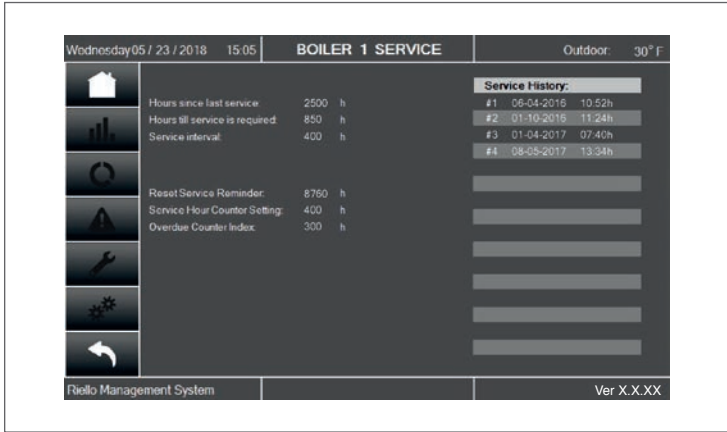 Wednesday 05 / 23 / 2018 15:05 BOILER 1 SERVICE Outdoor: 30° F
Service History:
Hours since last service: 2500 h
Hours till service is required: 850 h
Service interval: 400 h
#1 06-04-2016 10:52h
#2 01-10-2016 11:24h
#3 01-04-2017 07:40h
#4 08-05-2017 13:34h
Reset Service Reminder: 8760 h
Service Hour Counter Setting: 400 h
Overdue Counter Index: 300 h
Riello Management System Ver X.X.XX